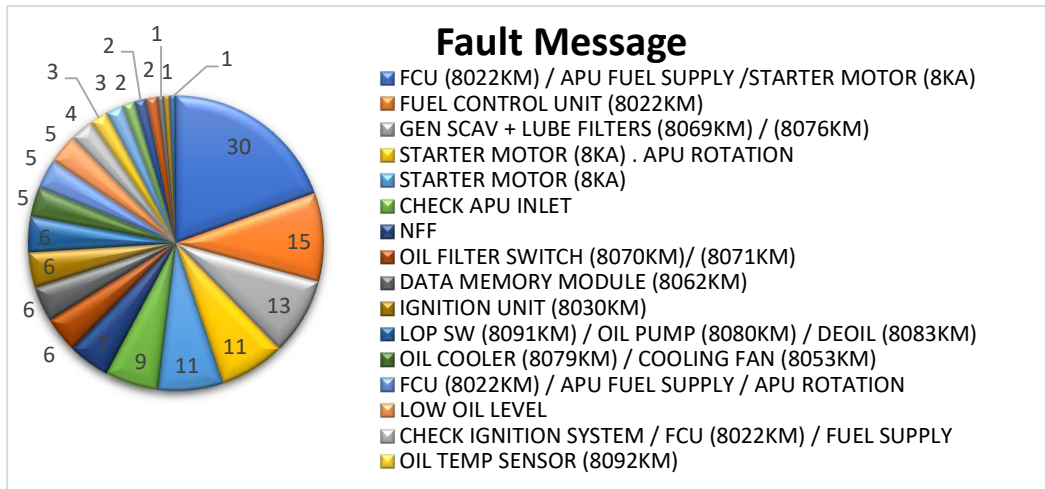 Fault Message
1
2
1
3
2
2
1
3
4
5
5
5
6
6
6
6
7
9
11
11
13
15
30
FCU (8022KM) / APU FUEL SUPPLY /STARTER MOTOR (8KA)
FUEL CONTROL UNIT (8022KM)
GEN SCAV + LUBE FILTERS (8069KM) / (8076KM)
STARTER MOTOR (8KA) . APU ROTATION
STARTER MOTOR (8KA)
CHECK APU INLET
NFF
OIL FILTER SWITCH (8070KM)/ (8071KM)
DATA MEMORY MODULE (8062KM)
IGNITION UNIT (8030KM)
LOP SW (8091KM) / OIL PUMP (8080KM) / DEOIL (8083KM)
OIL COOLER (8079KM) / COOLING FAN (8053KM)
FCU (8022KM) / APU FUEL SUPPLY / APU ROTATION
LOW OIL LEVEL
CHECK IGNITION SYSTEM / FCU (8022KM) / FUEL SUPPLY
OIL TEMP SENSOR (8092KM)